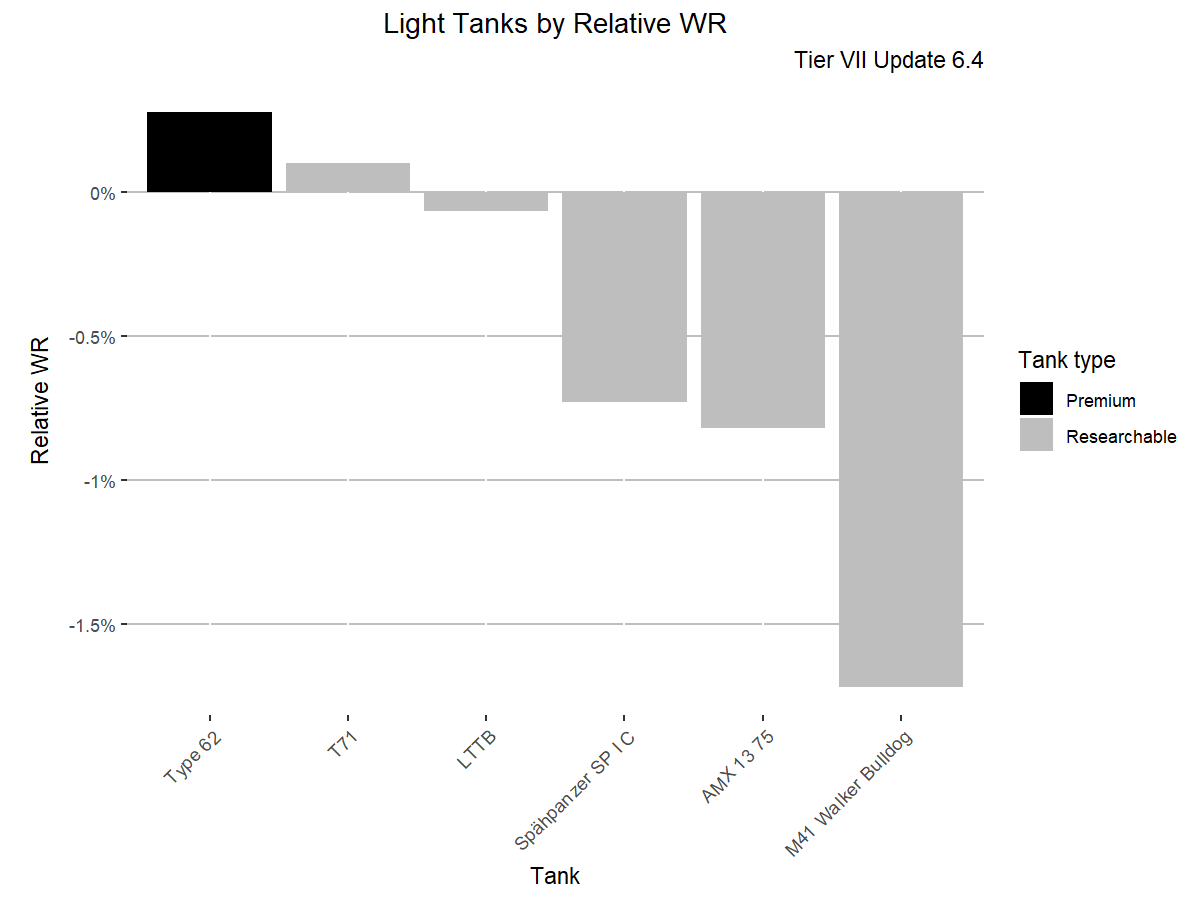 Light Tanks by Relative WR
Tier VII Update 6.4
Relative WR
0%
-0.5%
-1%
-1.5%
Type 62
T71
LTTB
Spähpanzer SP I C
AMX 13 75
M41 Walker Bulldog
Tank
Tank type
Premium
Researchable